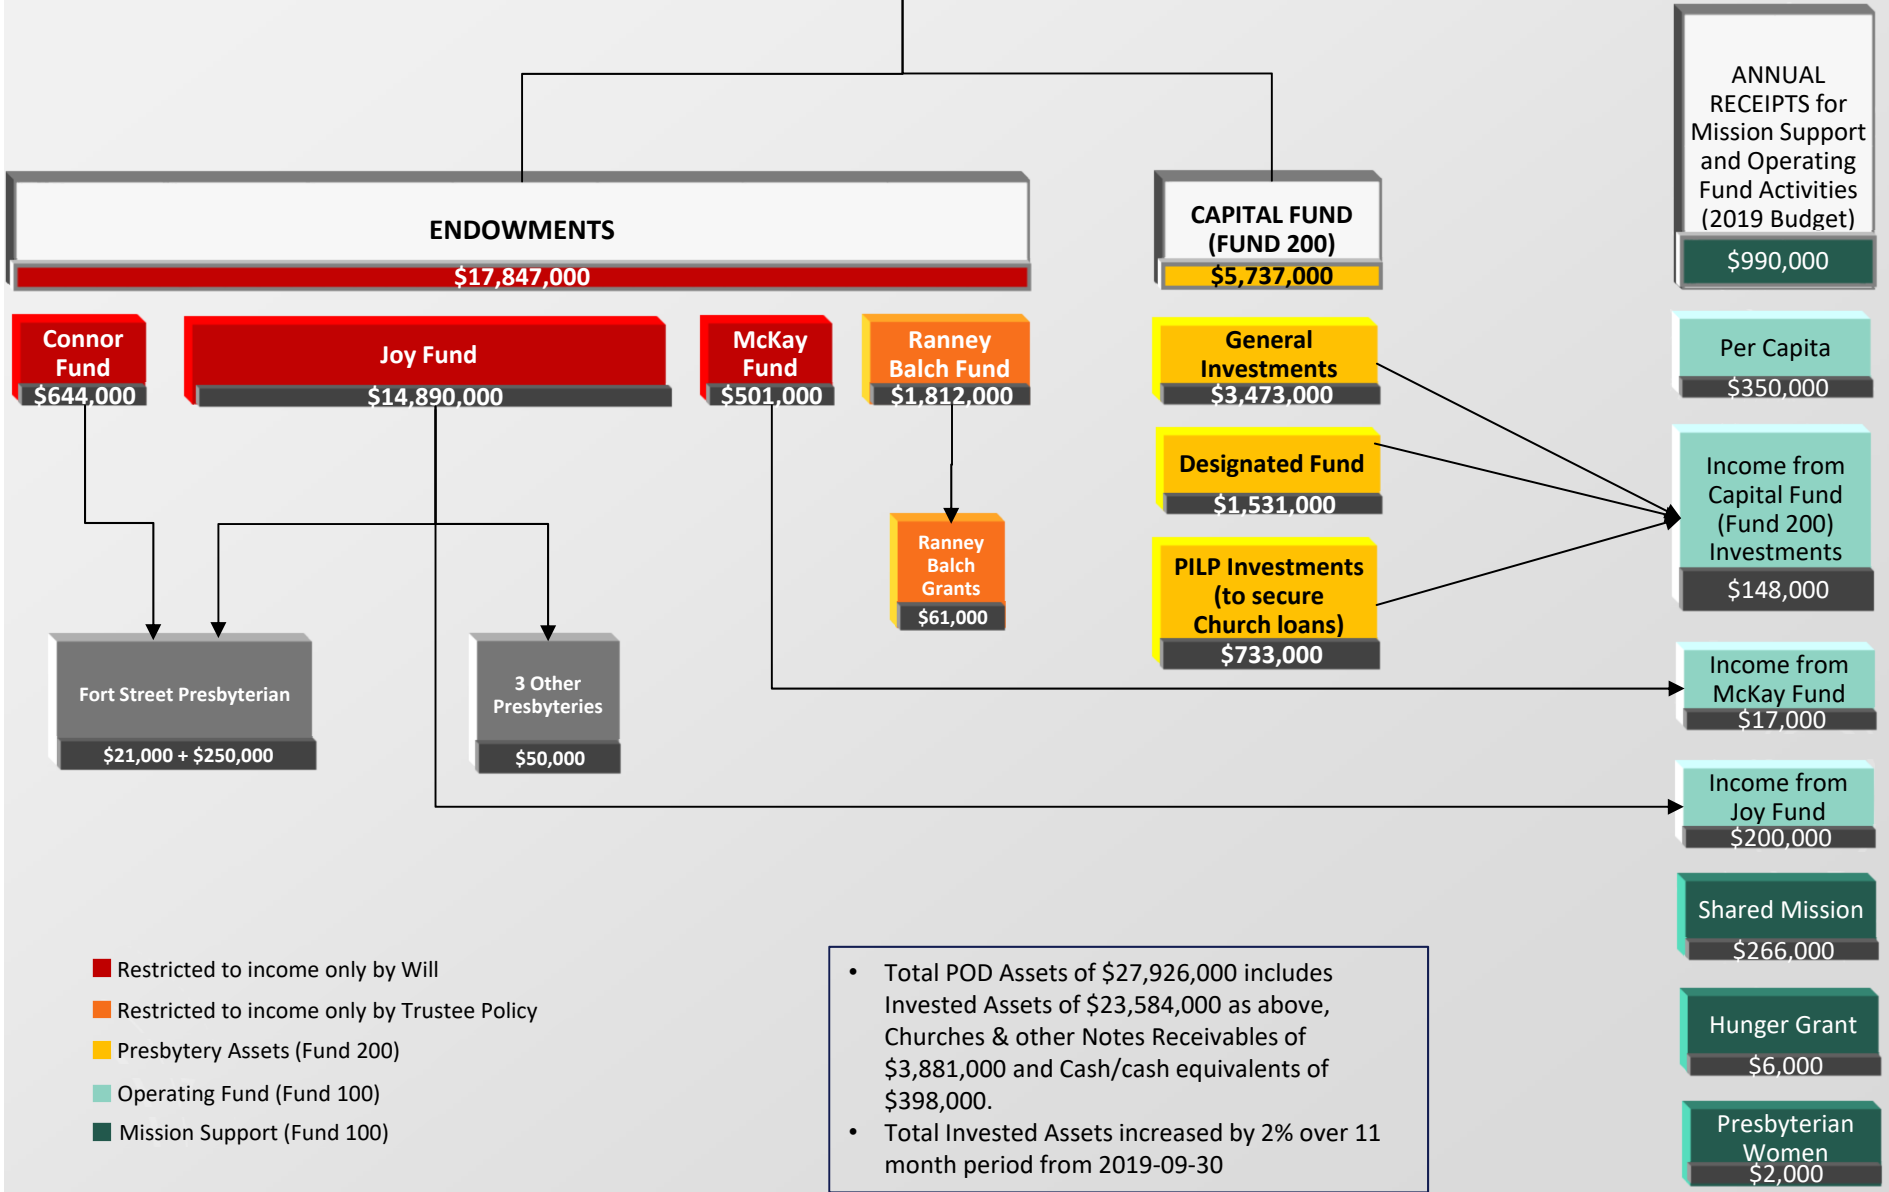 ENDOWMENTS
$17,847,000
CAPITAL FUND
(FUND 200)
$5,737,000
ANNUAL
RECEIPTS for
Mission Support
and Operating
Fund Activities
(2019 Budget)
$990,000
Connor
Fund
$644,000
Joy Fund
$14,890,000
McKay
Fund
$501,000
Ranney
Balch Fund
$1,812,000
General
Investments
$3,473,000
Per Capita
$350,000
Designated Fund
$1,531,000
Income from
Capital Fund
(Fund 200)
Investments
$148,000
Ranney
Balch
Grants
$61,000
PILP Investments
(to secure
Church loans)
$733,000
Fort Street Presbyterian
$21,000 + $250,000
3 Other
Presbyteries
$50,000
Income from
McKay Fund
$17,000
Income from
Joy Fund
$200,000
Shared Mission
$266,000
Hunger Grant
$6,000
Presbyterian
Women
$2,000
Restricted to income only by Will
Restricted to income only by Trustee Policy
Presbytery Assets (Fund 200)
Operating Fund (Fund 100)
Mission Support (Fund 100)
• Total POD Assets of $27,926,000 includes
Invested Assets of $23,584,000 as above,
Churches & other Notes Receivables of
$3,881,000 and Cash/cash equivalents of
$398,000.
• Total Invested Assets increased by 2% over 11
month period from 2019-09-30